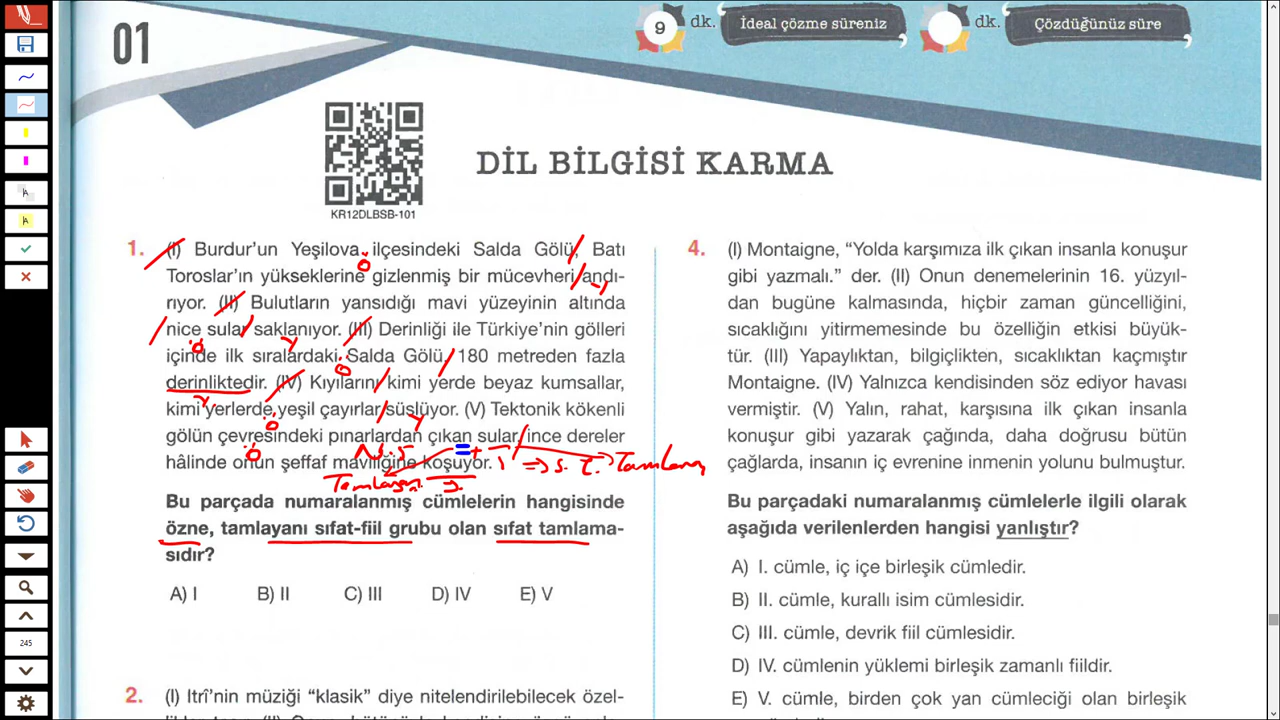 01
9 dk. İdeal çözme süreniz
dk. Çözdüğünüz süre
KR12DLBSB-101
DİL BİLGİSİ KARMA
1. (I) Burdur'un Yeşilova ilçesindeki Salda Gölü, Batı
Toroslar'ın yükseklerine gizlenmiş bir mücevheri andı-
rıyor. (II) Bulutların yansıdığı mavi yüzeyinin altında
nice sular saklanıyor. (III) Derinliği ile Türkiye'nin gölleri
içinde ilk sıralardaki Salda Gölü, 180 metreden fazla
derinliktedir. (IV) Kıyılarını kimi yerde beyaz kumsallar,
kimi yerlerde yeşil çayırlar süslüyor. (V) Tektonik kökenli
gölün çevresindeki pınarlardan çıkan sular, ince dereler
hâlinde onun şeffaf maviliğine koşuyor.
Bu parçada numaralanmış cümlelerin hangisinde
özne, tamlayanı sıfat-fiil grubu olan sıfat tamlama-
sıdır?
A) I B) II C) III D) IV E) V
2. (I) Itrî'nin müziği "klasik" diye nitelendirilebilecek özel-
4. (I) Montaigne, "Yolda karşımıza ilk çıkan insanla konuşur
gibi yazmalı." der. (II) Onun denemelerinin 16. yüzyıl-
dan bugüne kalmasında, hiçbir zaman güncelliğini,
sıcaklığını yitirmemesinde bu özelliğin etkisi büyük-
tür. (III) Yapaylıktan, bilgiçlikten, sıcaklıktan kaçmıştır
Montaigne. (IV) Yalnızca kendisinden söz ediyor havası
vermiştir. (V) Yalın, rahat, karşısına ilk çıkan insanla
konuşur gibi yazarak çağında, daha doğrusu bütün
çağlarda, insanın iç evrenine inmenin yolunu bulmuştur.
Bu parçadaki numaralanmış cümlelerle ilgili olarak
aşağıda verilenlerden hangisi yanlıştır?
A) I. cümle, iç içe birleşik cümledir.
B) II. cümle, kurallı isim cümlesidir.
C) III. cümle, devrik fiil cümlesidir.
D) IV. cümlenin yüklemi birleşik zamanlı fiildir.
E) V. cümle, birden çok yan cümleciği olan birleşik
245